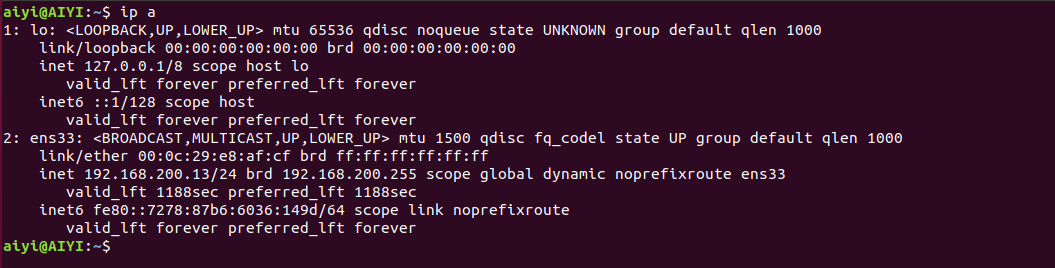 aiyi@AIYI:~$ ip a
1: lo: <LOOPBACK,UP,LOWER_UP> mtu 65536 qdisc noqueue state UNKNOWN group default qlen 1000
    link/loopback 00:00:00:00:00:00 brd 00:00:00:00:00:00
    inet 127.0.0.1/8 scope host lo
       valid_lft forever preferred_lft forever
    inet6 ::1/128 scope host
       valid_lft forever preferred_lft forever
2: ens33: <BROADCAST,MULTICAST,UP,LOWER_UP> mtu 1500 qdisc fq_codel state UP group default qlen 1000
    link/ether 00:0c:29:e8:af:cf brd ff:ff:ff:ff:ff:ff
    inet 192.168.200.13/24 brd 192.168.200.255 scope global dynamic noprefixroute ens33
       valid_lft 1188sec preferred_lft 1188sec
    inet6 fe80::7278:87b6:6036:149d/64 scope link noprefixroute
       valid_lft forever preferred_lft forever
aiyi@AIYI:~$